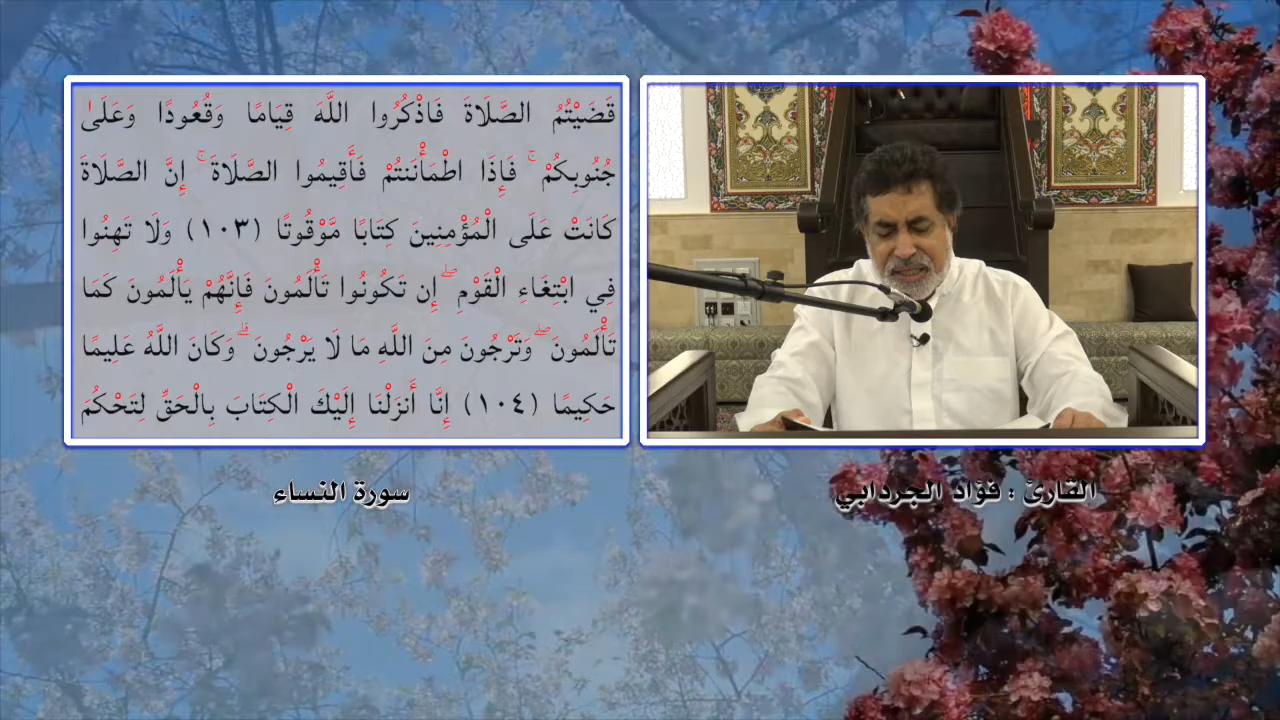 قَضَيْتُمُ الصَّلَاةَ فَاذْكُرُوا اللَّهَ قِيَامًا وَقُعُودًا وَعَلَىٰ
جُنُوبِكُمْ ۚ فَإِذَا اطْمَأْنَنتُمْ فَأَقِيمُوا الصَّلَاةَ ۚ إِنَّ الصَّلَاةَ
كَانَتْ عَلَى الْمُؤْمِنِينَ كِتَابًا مَّوْقُوتًا (١٠٣) وَلَا تَهِنُوا
فِي ابْتِغَاءِ الْقَوْمِ ۖ إِن تَكُونُوا تَأْلَمُونَ فَإِنَّهُمْ يَأْلَمُونَ كَمَا
تَأْلَمُونَ ۖ وَتَرْجُونَ مِنَ اللَّهِ مَا لَا يَرْجُونَ ۗ وَكَانَ اللَّهُ عَلِيمًا
حَكِيمًا (١٠٤) إِنَّا أَنزَلْنَا إِلَيْكَ الْكِتَابَ بِالْحَقِّ لِتَحْكُمَ
القارئ : فؤاد الجردابي
سورة النساء